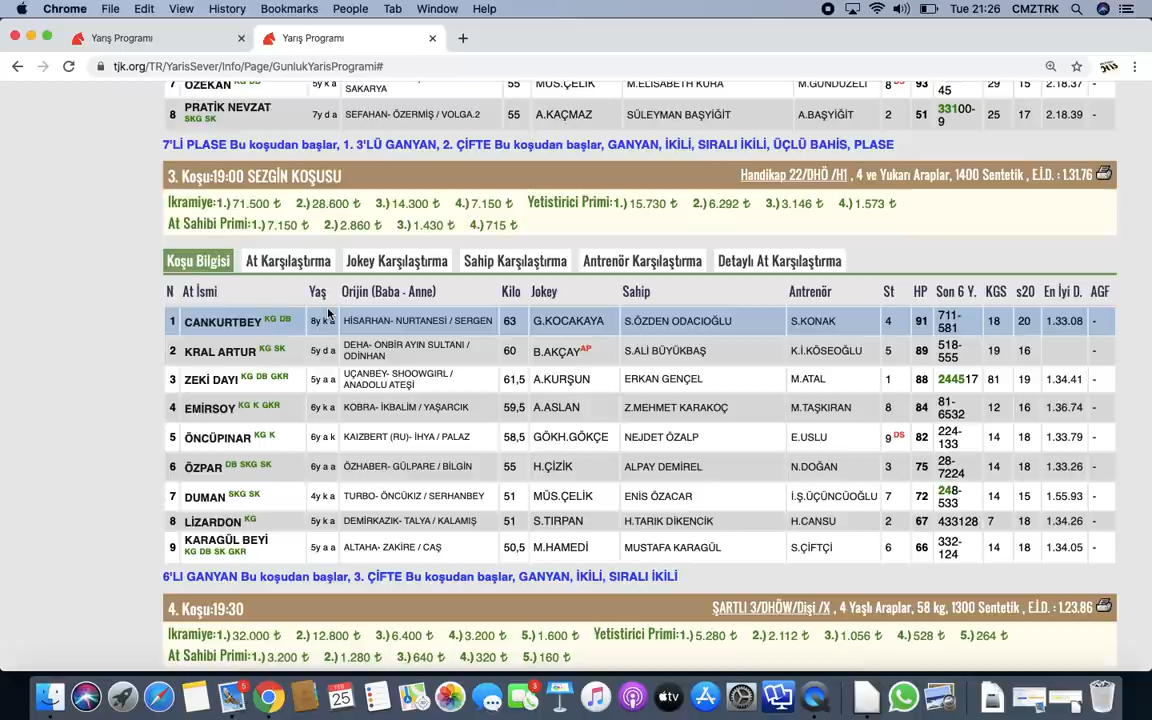 Chrome File Edit View History Bookmarks People Tab Window Help Tue 21:26 CMZTRK
Yarış Programı × Yarış Programı × +
tjk.org/TR/YarisSever/Info/Page/GunlukYarisProgrami#
7 ÖZEKAN KG DB 5y k a SAKARYA 55 MÜS.ÇELİK M.ELISABETH KUHA M.GÜNDÜZELİ 8 DS 93 45 29 15 2.18.37 -
8 PRATİK NEVZAT SKG SK 7y d a SEFAHAN- ÖZERMİŞ / VOLGA.2 55 A.KAÇMAZ SÜLEYMAN BAŞYİĞİT A.BAŞYİĞİT 2 51 33100-9 25 17 2.18.39 -
7'Lİ PLASE Bu koşudan başlar, 1. 3'LÜ GANYAN, 2. ÇİFTE Bu koşudan başlar, GANYAN, İKİLİ, SIRALI İKİLİ, ÜÇLÜ BAHİS, PLASE
3. Koşu:19:00 SEZGİN KOŞUSU Handikap 22/DHÖ /H1 , 4 ve Yukarı Araplar, 1400 Sentetik , E.İ.D. : 1.31.76
İkramiye:1.) 71.500 ₺ 2.) 28.600 ₺ 3.) 14.300 ₺ 4.) 7.150 ₺ Yetistirici Primi:1.) 15.730 ₺ 2.) 6.292 ₺ 3.) 3.146 ₺ 4.) 1.573 ₺
At Sahibi Primi:1.) 7.150 ₺ 2.) 2.860 ₺ 3.) 1.430 ₺ 4.) 715 ₺
Koşu Bilgisi At Karşılaştırma Jokey Karşılaştırma Sahip Karşılaştırma Antrenör Karşılaştırma Detaylı At Karşılaştırma
N At İsmi Yaş Orijin (Baba - Anne) Kilo Jokey Sahip Antrenör St HP Son 6 Y. KGS s20 En İyi D. AGF
1 CANKURTBEY KG DB 8y k a HİSARHAN- NURTANESİ / SERGEN 63 G.KOCAKAYA S.ÖZDEN ODACIOĞLU S.KONAK 4 91 711-581 18 20 1.33.08 -
2 KRAL ARTUR KG SK 5y d a DEHA- ONBİR AYIN SULTANI / ODİNHAN 60 B.AKÇAY AP S.ALİ BÜYÜKBAŞ K.İ.KÖSEOĞLU 5 89 518-555 19 16 -
3 ZEKİ DAYI KG DB GKR 5y a a UÇANBEY- SHOOWGIRL / ANADOLU ATEŞİ 61,5 A.KURŞUN ERKAN GENÇEL M.ATAL 1 88 244517 81 19 1.34.41 -
4 EMİRSOY KG K GKR 6y k a KOBRA- İKBALİM / YAŞARCIK 59,5 A.ASLAN Z.MEHMET KARAKOÇ M.TAŞKIRAN 8 84 81-6532 12 16 1.36.74 -
5 ÖNCÜPINAR KG K 6y a k KAIZBERT (RU)- İHYA / PALAZ 58,5 GÖKH.GÖKÇE NEJDET ÖZALP E.USLU 9 DS 82 224-133 14 18 1.33.79 -
6 ÖZPAR DB SKG SK 6y a a ÖZHABER- GÜLPARE / BİLGİN 55 H.ÇİZİK ALPAY DEMİREL N.DOĞAN 3 75 28-7224 14 18 1.33.26 -
7 DUMAN SKG SK 4y k a TURBO- ÖNCÜKIZ / SERHANBEY 51 MÜS.ÇELİK ENİS ÖZACAR İ.Ş.ÜÇÜNCÜOĞLU 7 72 248-533 14 15 1.55.93 -
8 LİZARDON KG 5y k a DEMİRKAZIK- TALYA / KALAMIŞ 51 S.TIRPAN H.TARIK DİKENCİK H.CANSU 2 67 433128 7 18 1.34.26 -
9 KARAGÜL BEYİ KG DB SK GKR 5y a a ALTAHA- ZAKİRE / CAŞ 50,5 M.HAMEDİ MUSTAFA KARAGÜL S.ÇİFTÇİ 6 66 332-124 14 18 1.34.05 -
6'LI GANYAN Bu koşudan başlar, 3. ÇİFTE Bu koşudan başlar, GANYAN, İKİLİ, SIRALI İKİLİ
4. Koşu:19:30 ŞARTLI 3/DHÖW/Dişi /X , 4 Yaşlı Araplar, 58 kg, 1300 Sentetik , E.İ.D. : 1.23.86
İkramiye:1.) 32.000 ₺ 2.) 12.800 ₺ 3.) 6.400 ₺ 4.) 3.200 ₺ 5.) 1.600 ₺ Yetistirici Primi:1.) 5.280 ₺ 2.) 2.112 ₺ 3.) 1.056 ₺ 4.) 528 ₺ 5.) 264 ₺
At Sahibi Primi:1.) 3.200 ₺ 2.) 1.280 ₺ 3.) 640 ₺ 4.) 320 ₺ 5.) 160 ₺
5 FEB 25 3 tv